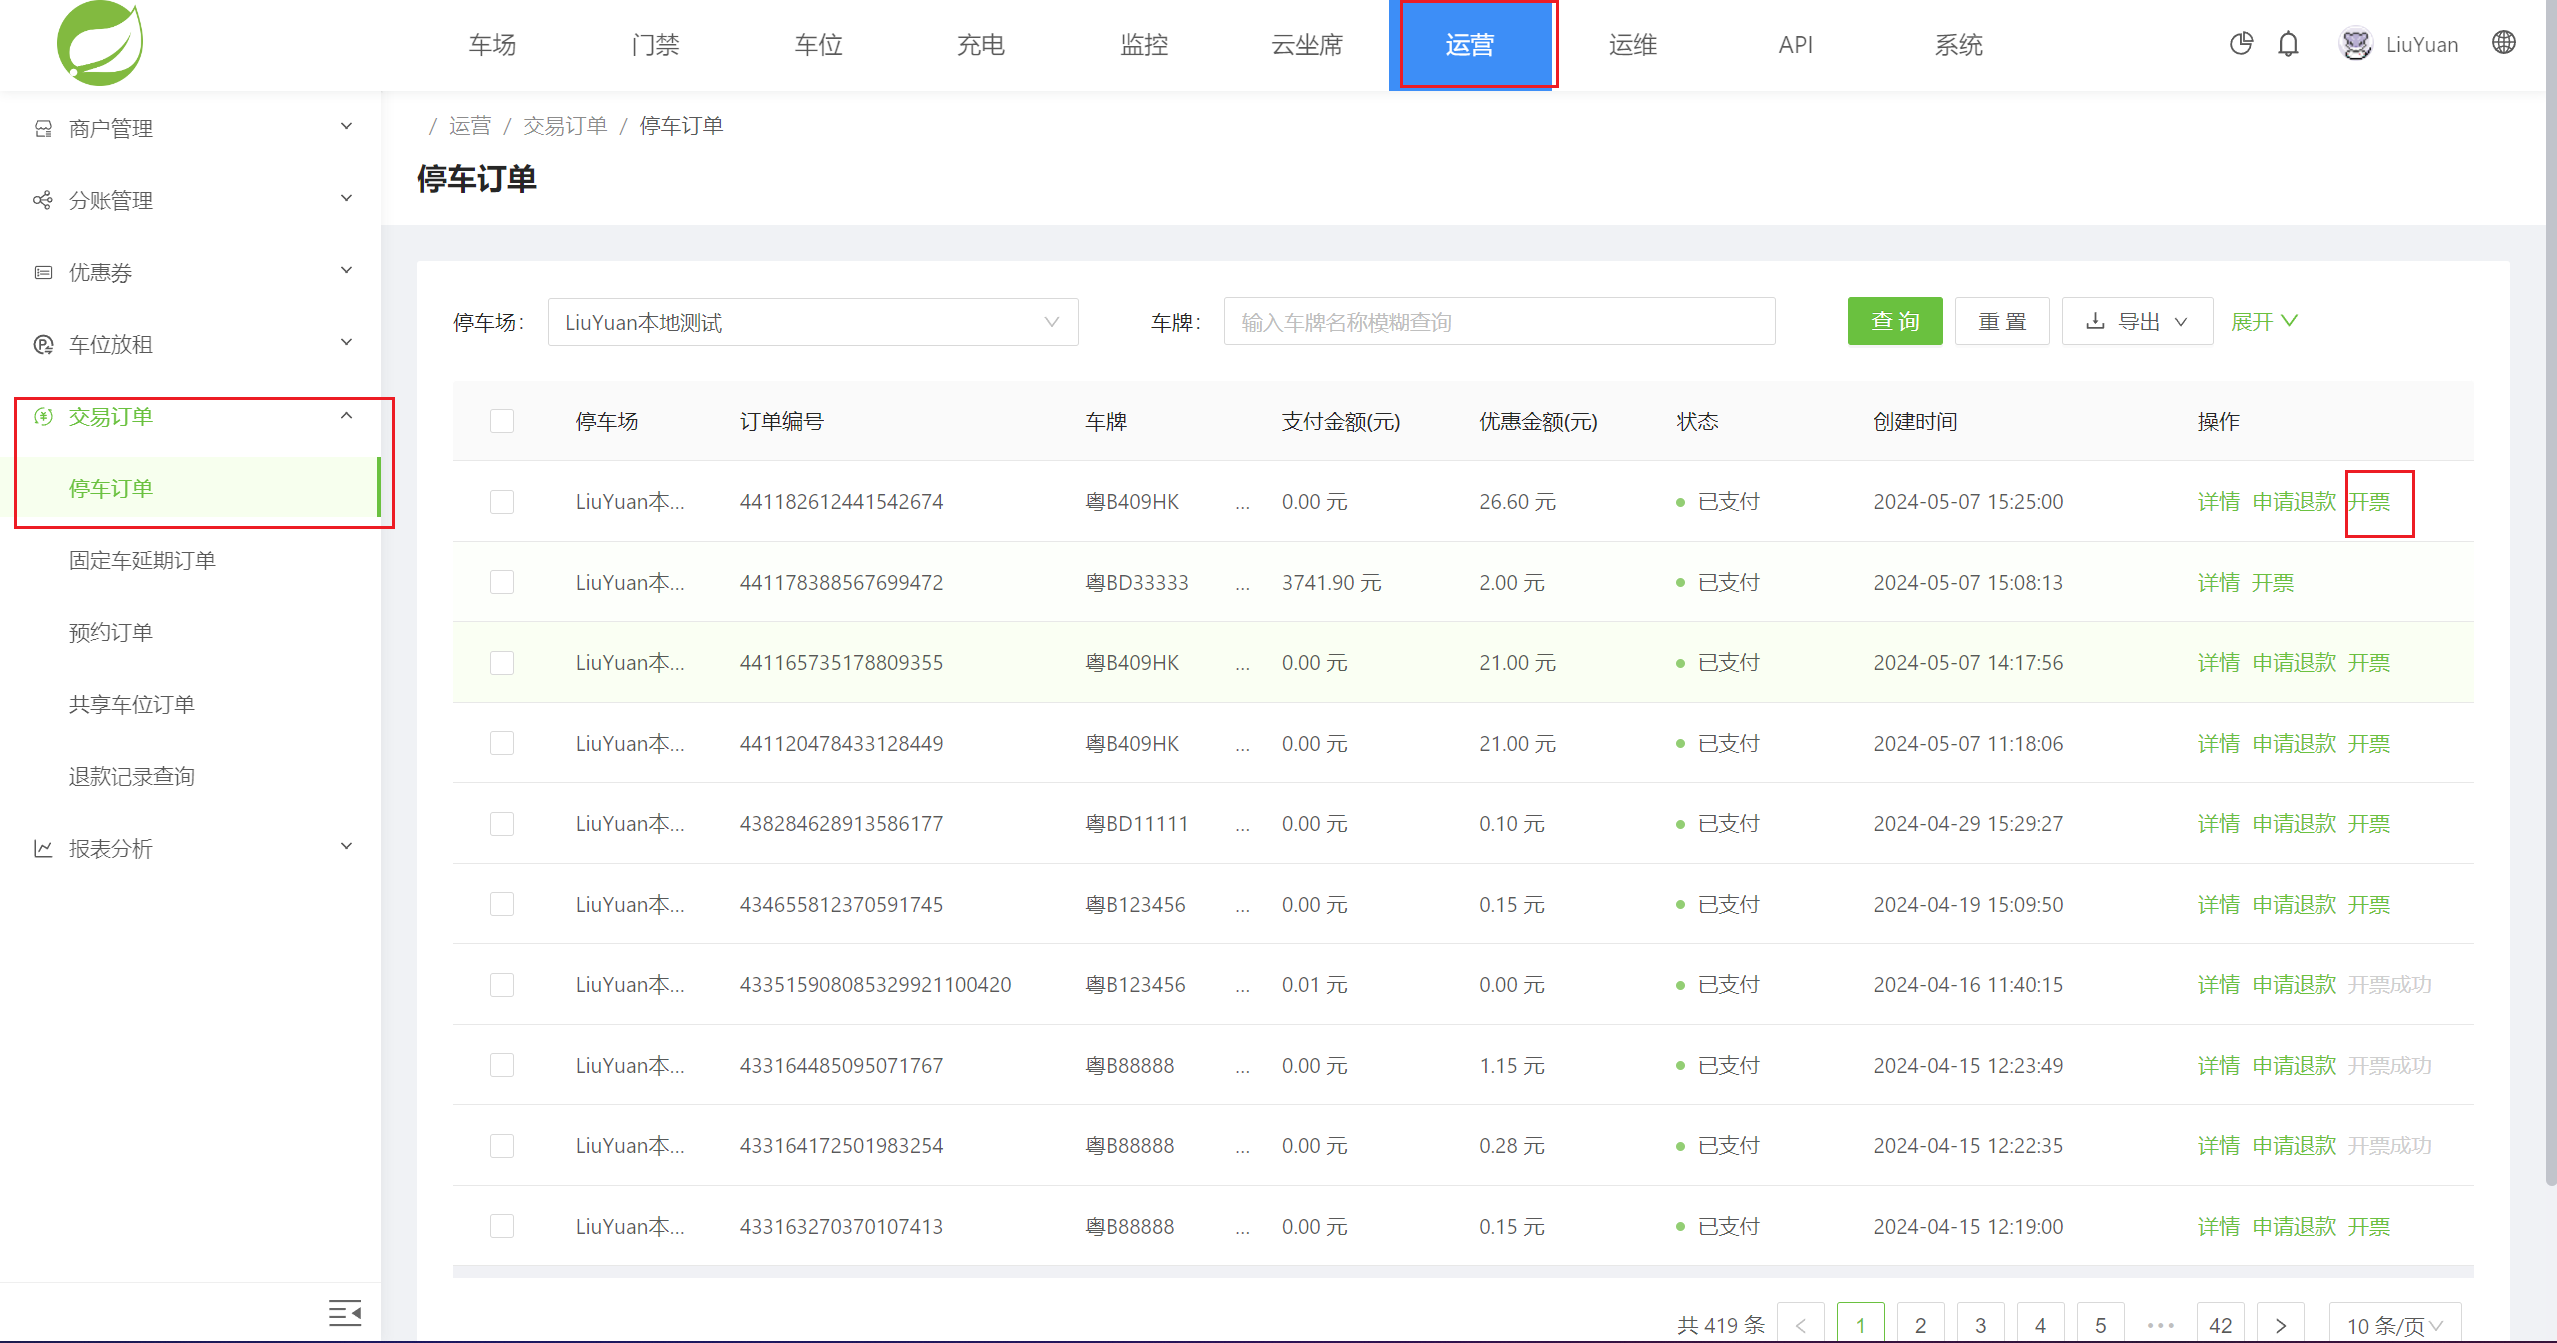 车场 门禁 车位 充电 监控 云坐席 运营 运维 API 系统 LiuYuan
商户管理
分账管理
优惠券
车位放租
交易订单
停车订单
固定车延期订单
预约订单
共享车位订单
退款记录查询
报表分析
/ 运营 / 交易订单 / 停车订单
停车订单
停车场: LiuYuan本地测试 车牌: 输入车牌名称模糊查询 查 询 重 置 导出 展开
停车场 订单编号 车牌 支付金额(元) 优惠金额(元) 状态 创建时间 操作
LiuYuan本... 441182612441542674 粤B409HK ... 0.00 元 26.60 元 已支付 2024-05-07 15:25:00 详情 申请退款 开票
LiuYuan本... 441178388567699472 粤BD33333 ... 3741.90 元 2.00 元 已支付 2024-05-07 15:08:13 详情 开票
LiuYuan本... 441165735178809355 粤B409HK ... 0.00 元 21.00 元 已支付 2024-05-07 14:17:56 详情 申请退款 开票
LiuYuan本... 441120478433128449 粤B409HK ... 0.00 元 21.00 元 已支付 2024-05-07 11:18:06 详情 申请退款 开票
LiuYuan本... 438284628913586177 粤BD11111 ... 0.00 元 0.10 元 已支付 2024-04-29 15:29:27 详情 申请退款 开票
LiuYuan本... 434655812370591745 粤B123456 ... 0.00 元 0.15 元 已支付 2024-04-19 15:09:50 详情 申请退款 开票
LiuYuan本... 433515908085329921100420 粤B123456 ... 0.01 元 0.00 元 已支付 2024-04-16 11:40:15 详情 申请退款 开票成功
LiuYuan本... 433164485095071767 粤B88888 ... 0.00 元 1.15 元 已支付 2024-04-15 12:23:49 详情 申请退款 开票成功
LiuYuan本... 433164172501983254 粤B88888 ... 0.00 元 0.28 元 已支付 2024-04-15 12:22:35 详情 申请退款 开票成功
LiuYuan本... 433163270370107413 粤B88888 ... 0.00 元 0.15 元 已支付 2024-04-15 12:19:00 详情 申请退款 开票
共 419 条 < 1 2 3 4 5 ••• 42 > 10 条/页